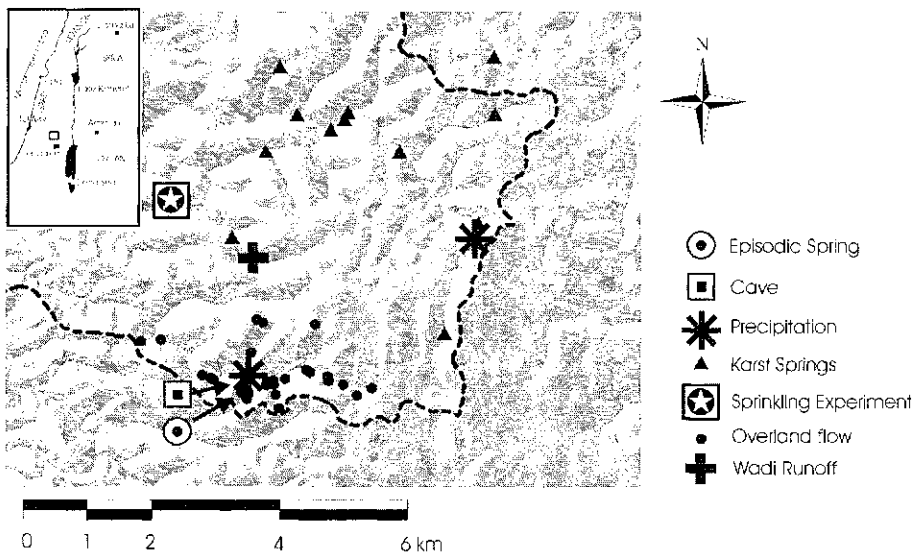 N
Episodic Spring
Cave
Precipitation
Karst Springs
Sprinkling Experiment
Overland flow
Wadi Runoff
0 1 2 4 6 km